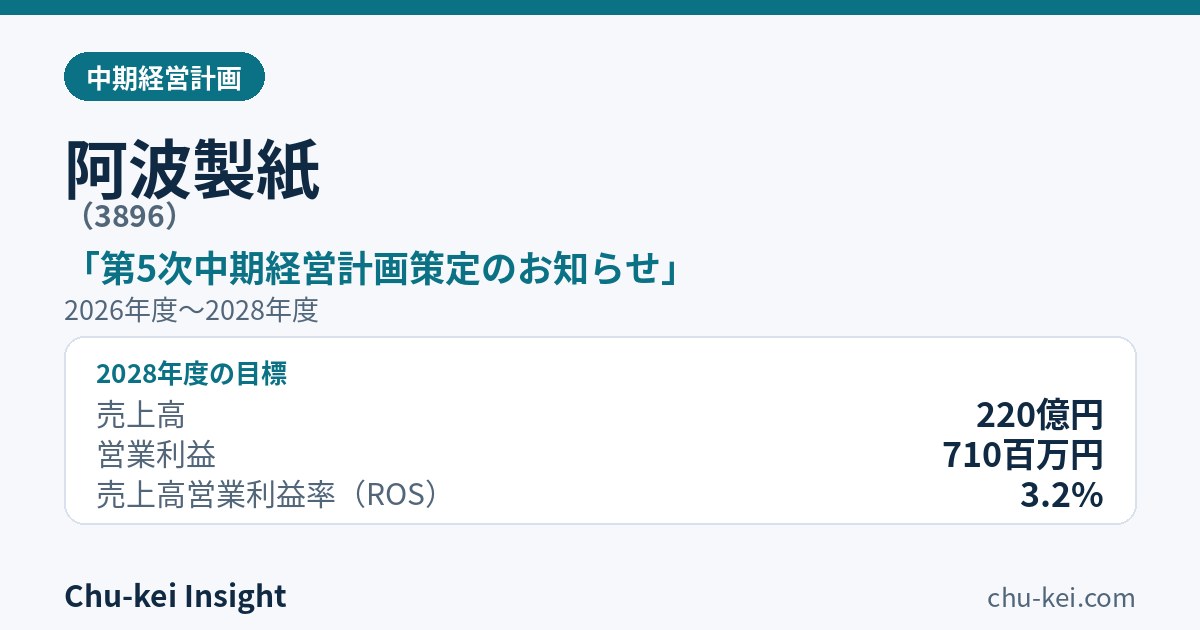 中期経営計画
阿波製紙
（3896）
「第5次中期経営計画策定のお知らせ」
2026年度～2028年度
2028年度の目標
売上高 220億円
営業利益 710百万円
売上高営業利益率（ROS） 3.2%
Chu-kei Insight chu-kei.com